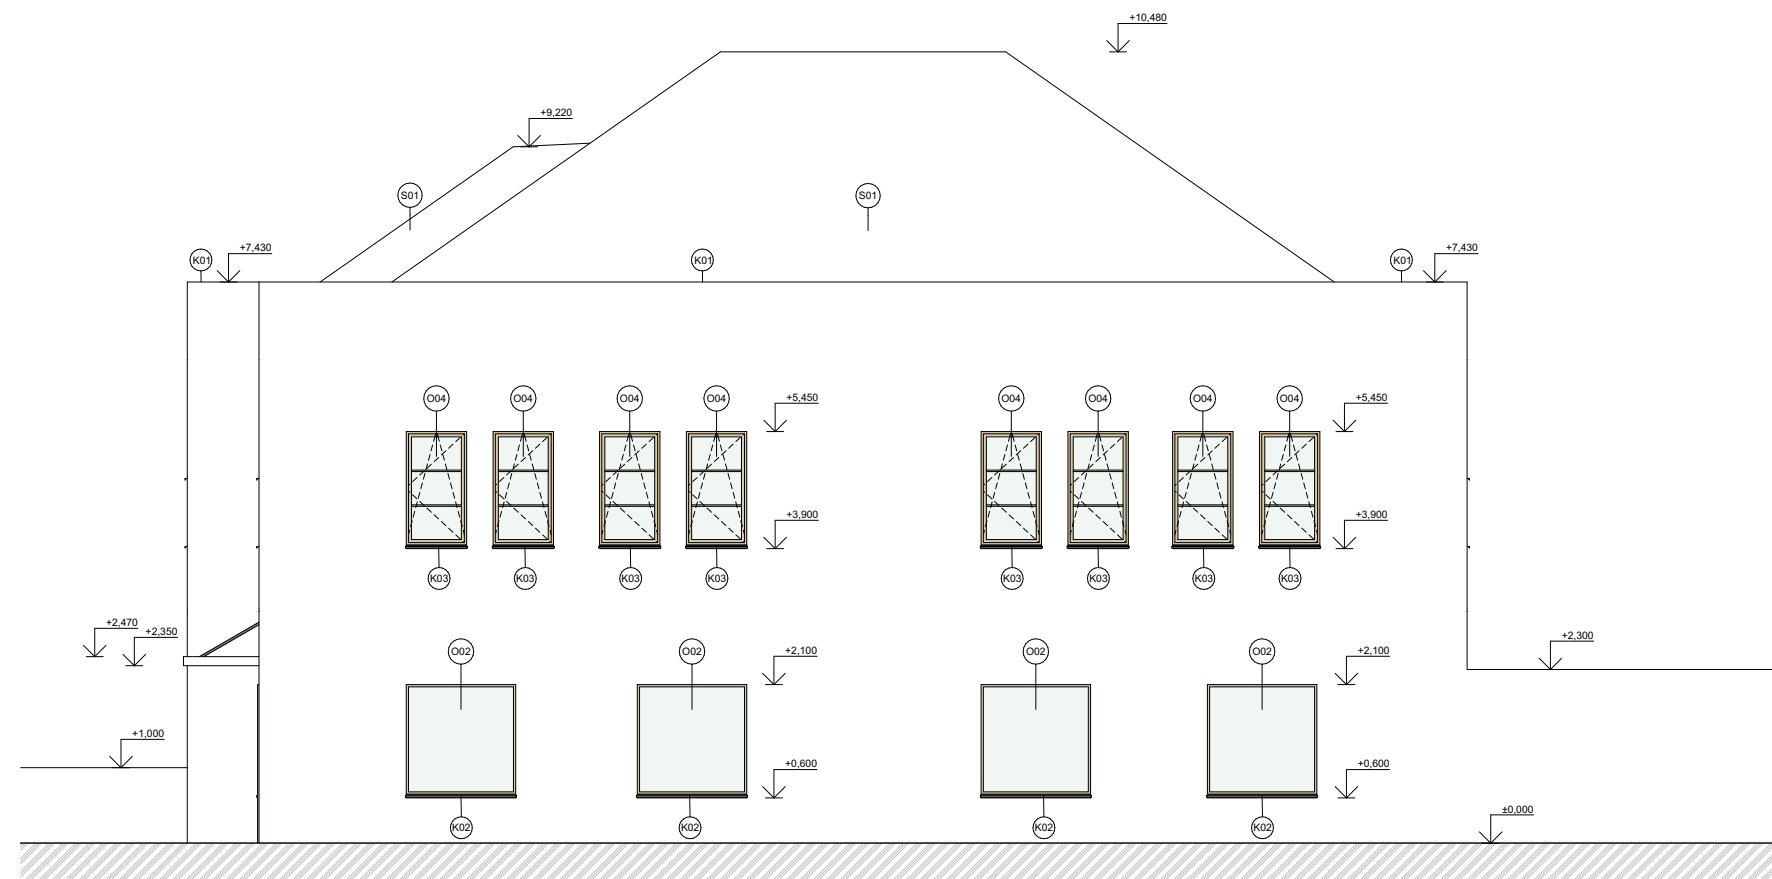 +10,480
+9,220
S01 S01
+7,430 +7,430
K01 K01 K01
O04 O04 O04 O04 +5,450 O04 O04 O04 O04 +5,450
+3,900 +3,900
K03 K03 K03 K03 K03 K03 K03 K03
+2,470
+2,350
+2,300
O02 O02 +2,100 O02 O02 +2,100
+1,000
+0,600 +0,600
±0,000
K02 K02 K02 K02